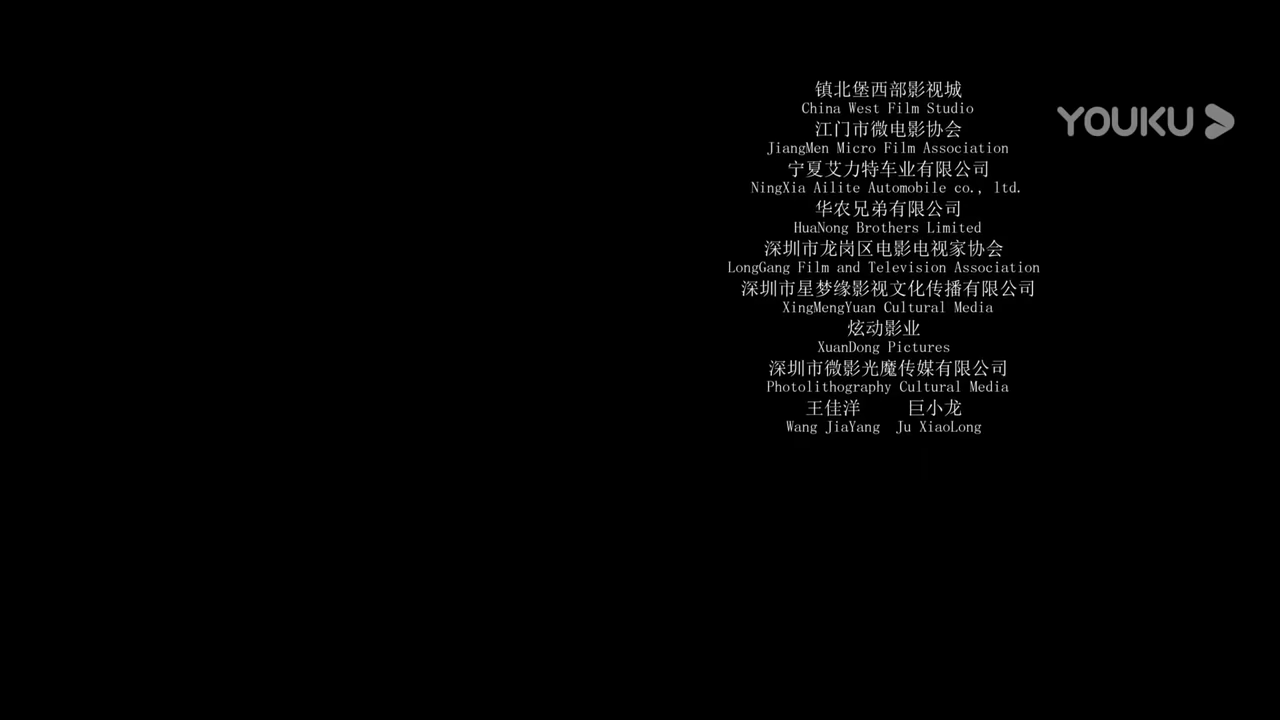 镇北堡西部影视城
China West Film Studio
YOUKU
江门市微电影协会
JiangMen Micro Film Association
宁夏艾力特车业有限公司
NingXia Ailite Automobile co., ltd.
华农兄弟有限公司
HuaNong Brothers Limited
深圳市龙岗区电影电视家协会
LongGang Film and Television Association
深圳市星梦缘影视文化传播有限公司
XingMengYuan Cultural Media
炫动影业
XuanDong Pictures
深圳市微影光魔传媒有限公司
Photolithography Cultural Media
王佳洋 巨小龙
Wang JiaYang Ju XiaoLong